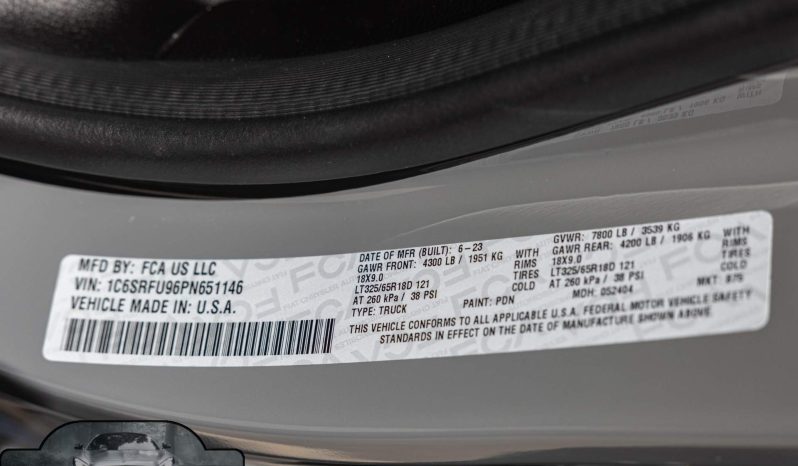 MFD BY: FCA US LLC
VIN: 1C6SRFU96PN651146
VEHICLE MADE IN: U.S.A.
DATE OF MFR (BUILT): 6-23
GAWR FRONT: 4300 LB / 1951 KG WITH
18X9.0 RIMS
LT325/65R18D 121 TIRES
AT 260 kPa / 38 PSI COLD
TYPE: TRUCK PAINT: PDN MDH: 052404
GVWR: 7800 LB / 3539 KG
GAWR REAR: 4200 LB / 1906 KG WITH
18X9.0 RIMS
LT325/65R18D 121 TIRES
AT 260 kPa / 38 PSI COLD
MKT:
THIS VEHICLE CONFORMS TO ALL APPLICABLE U.S.A. FEDERAL MOTOR VEHICLE SAFETY
STANDARDS IN EFFECT ON THE DATE OF MANUFACTURE SHOWN ABOVE.